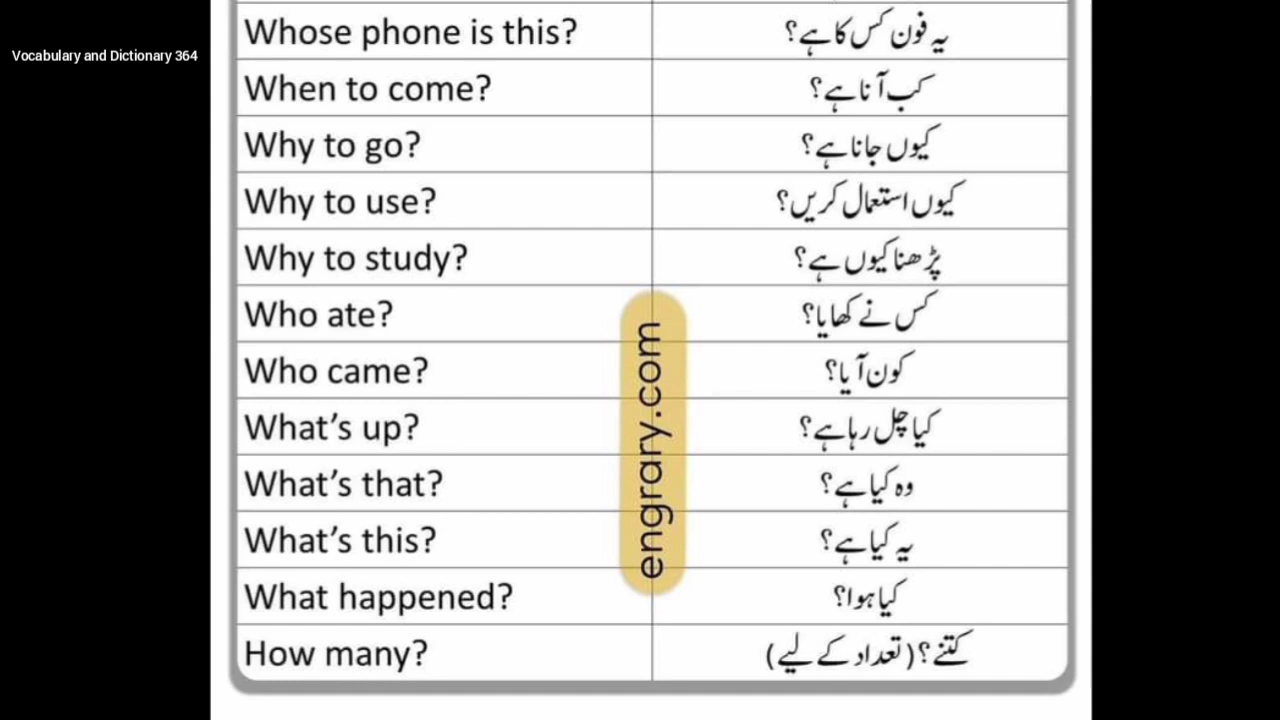 Vocabulary and Dictionary 364
Whose phone is this? یہ فون کس کا ہے؟
When to come? کب آنا ہے؟
Why to go? کیوں جانا ہے؟
Why to use? کیوں استعمال کریں؟
Why to study? پڑھنا کیوں ہے؟
Who ate? کس نے کھایا؟
Who came? کون آیا؟
What's up? کیا چل رہا ہے؟
What's that? وہ کیا ہے؟
What's this? یہ کیا ہے؟
What happened? کیا ہوا؟
How many? کتنے؟ (تعداد کے لیے)
engrary.com